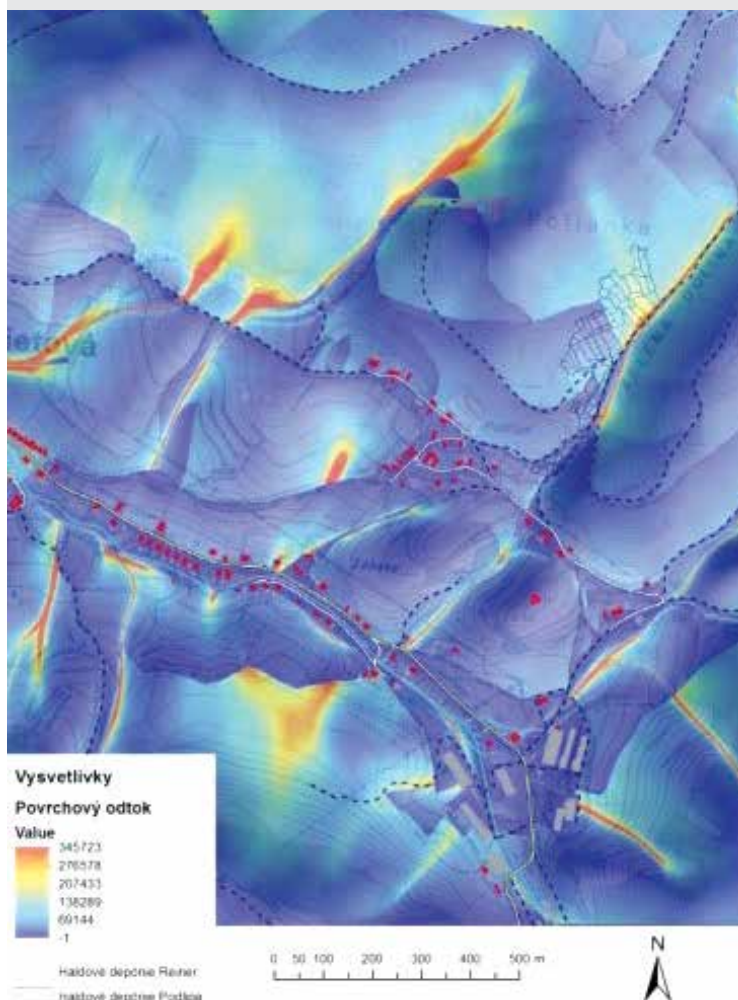 Vysvetlivky
Povrchový odtok
Value
345723
276578
207433
138289
69144
-1
Haldové depónie Reiner
Haldové depónie Podlipa
0 50 100 200 300 400 500 m
N